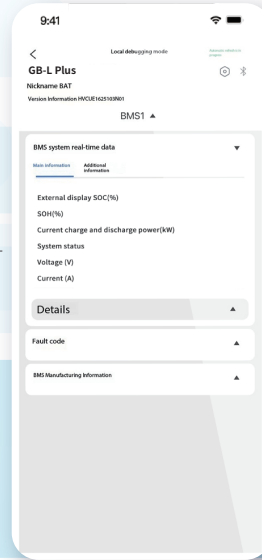 9:41
Local debugging mode
GB-L Plus
Nickname BAT
Version Information HVCUE1625103N01
BMS1
BMS system real-time data
Main information
Additional information
External display SOC(%)
SOH(%)
Current charge and discharge power(kW)
System status
Voltage (V)
Current (A)
Details
Fault code
BMS Manufacturing Information